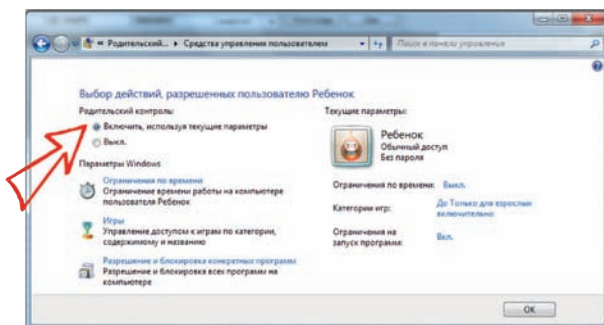 Родительский... ▸ Средства управления пользователем
Поиск в панели управления
Выбор действий, разрешенных пользователю Ребенок
Родительский контроль:
Включить, используя текущие параметры
Выкл.
Параметры Windows
Ограничения по времени
Ограничение времени работы на компьютере
пользователя Ребенок
Игры
Управление доступом к играм по категории,
содержимому и названию
Разрешение и блокировка конкретных программ
Разрешение и блокировка всех программ на
компьютере
Текущие параметры:
Ребенок
Обычный доступ
Без пароля
Ограничения по времени: Выкл.
Категории игр: До Только для взрослых
включительно
Ограничения на
запуск программ: Вкл.
OK